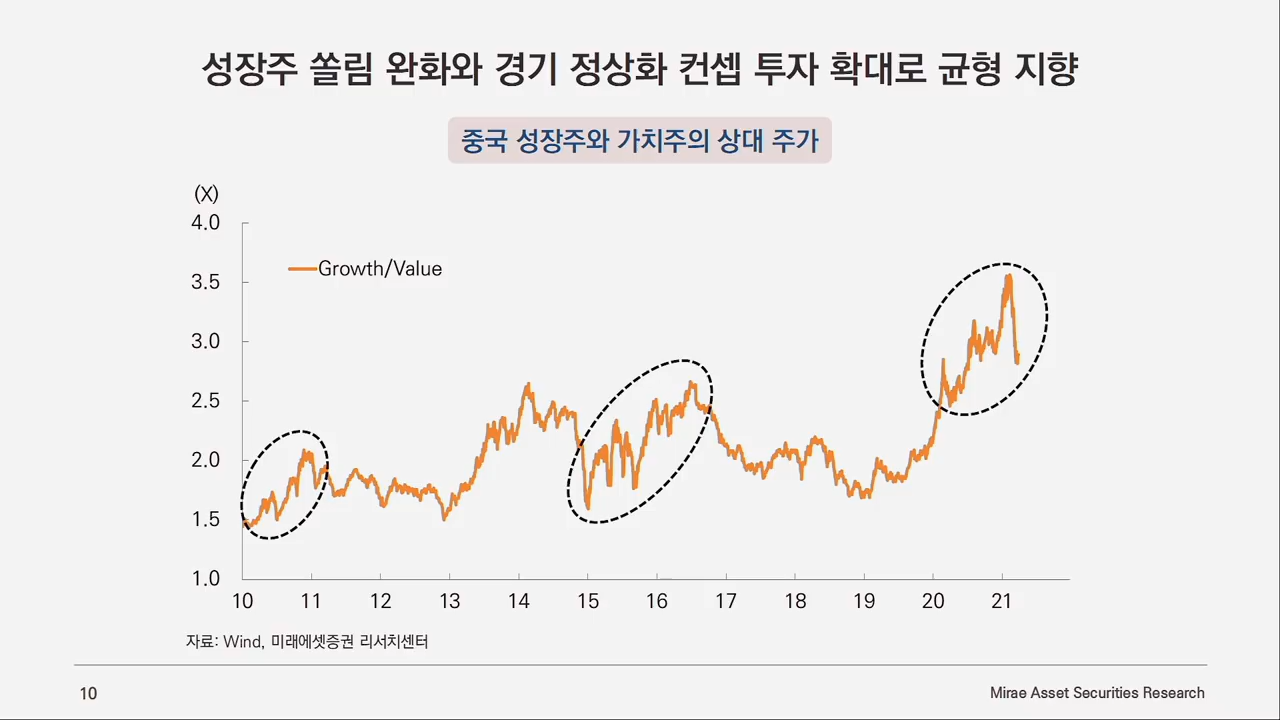 성장주 쏠림 완화와 경기 정상화 컨셉 투자 확대로 균형 지향
중국 성장주와 가치주의 상대 주가
(X)
4.0
Growth/Value
3.5
3.0
2.5
2.0
1.5
1.0
10 11 12 13 14 15 16 17 18 19 20 21
자료: Wind, 미래에셋증권 리서치센터
10
Mirae Asset Securities Research